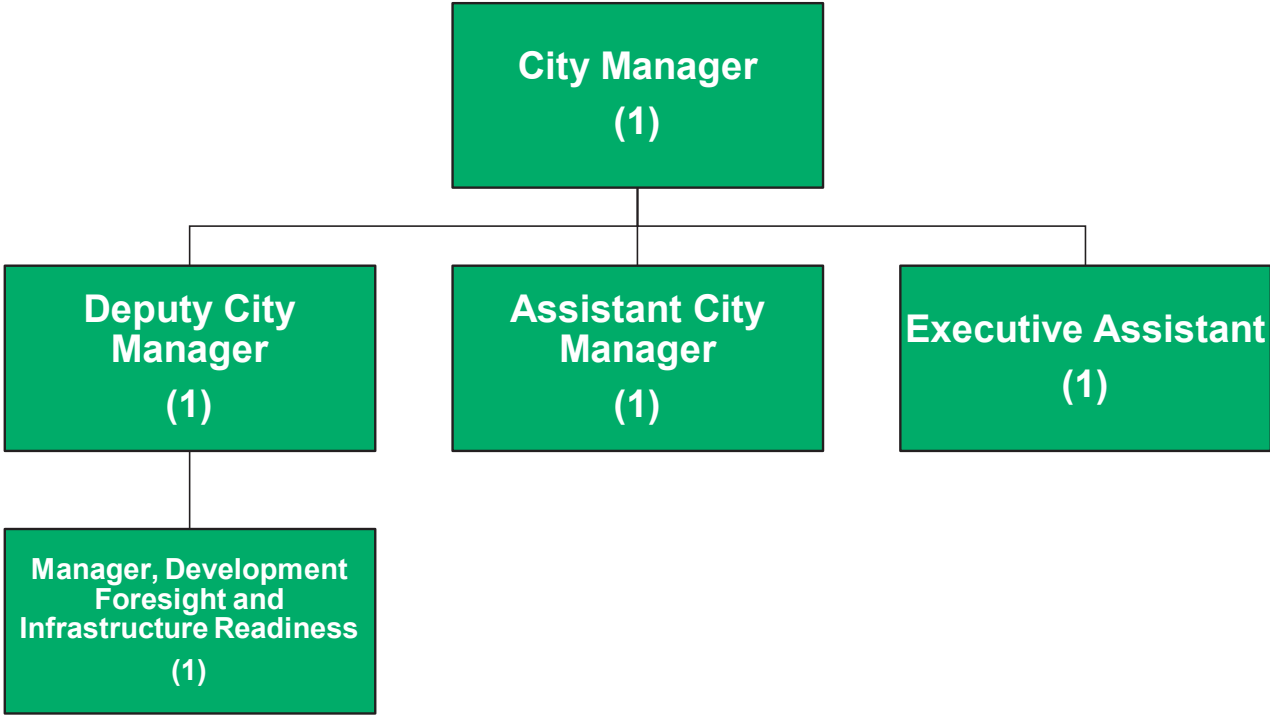 City Manager
(1)
Deputy City
Manager
(1)
Assistant City
Manager
(1)
Executive Assistant
(1)
Manager, Development
Foresight and
Infrastructure Readiness
(1)